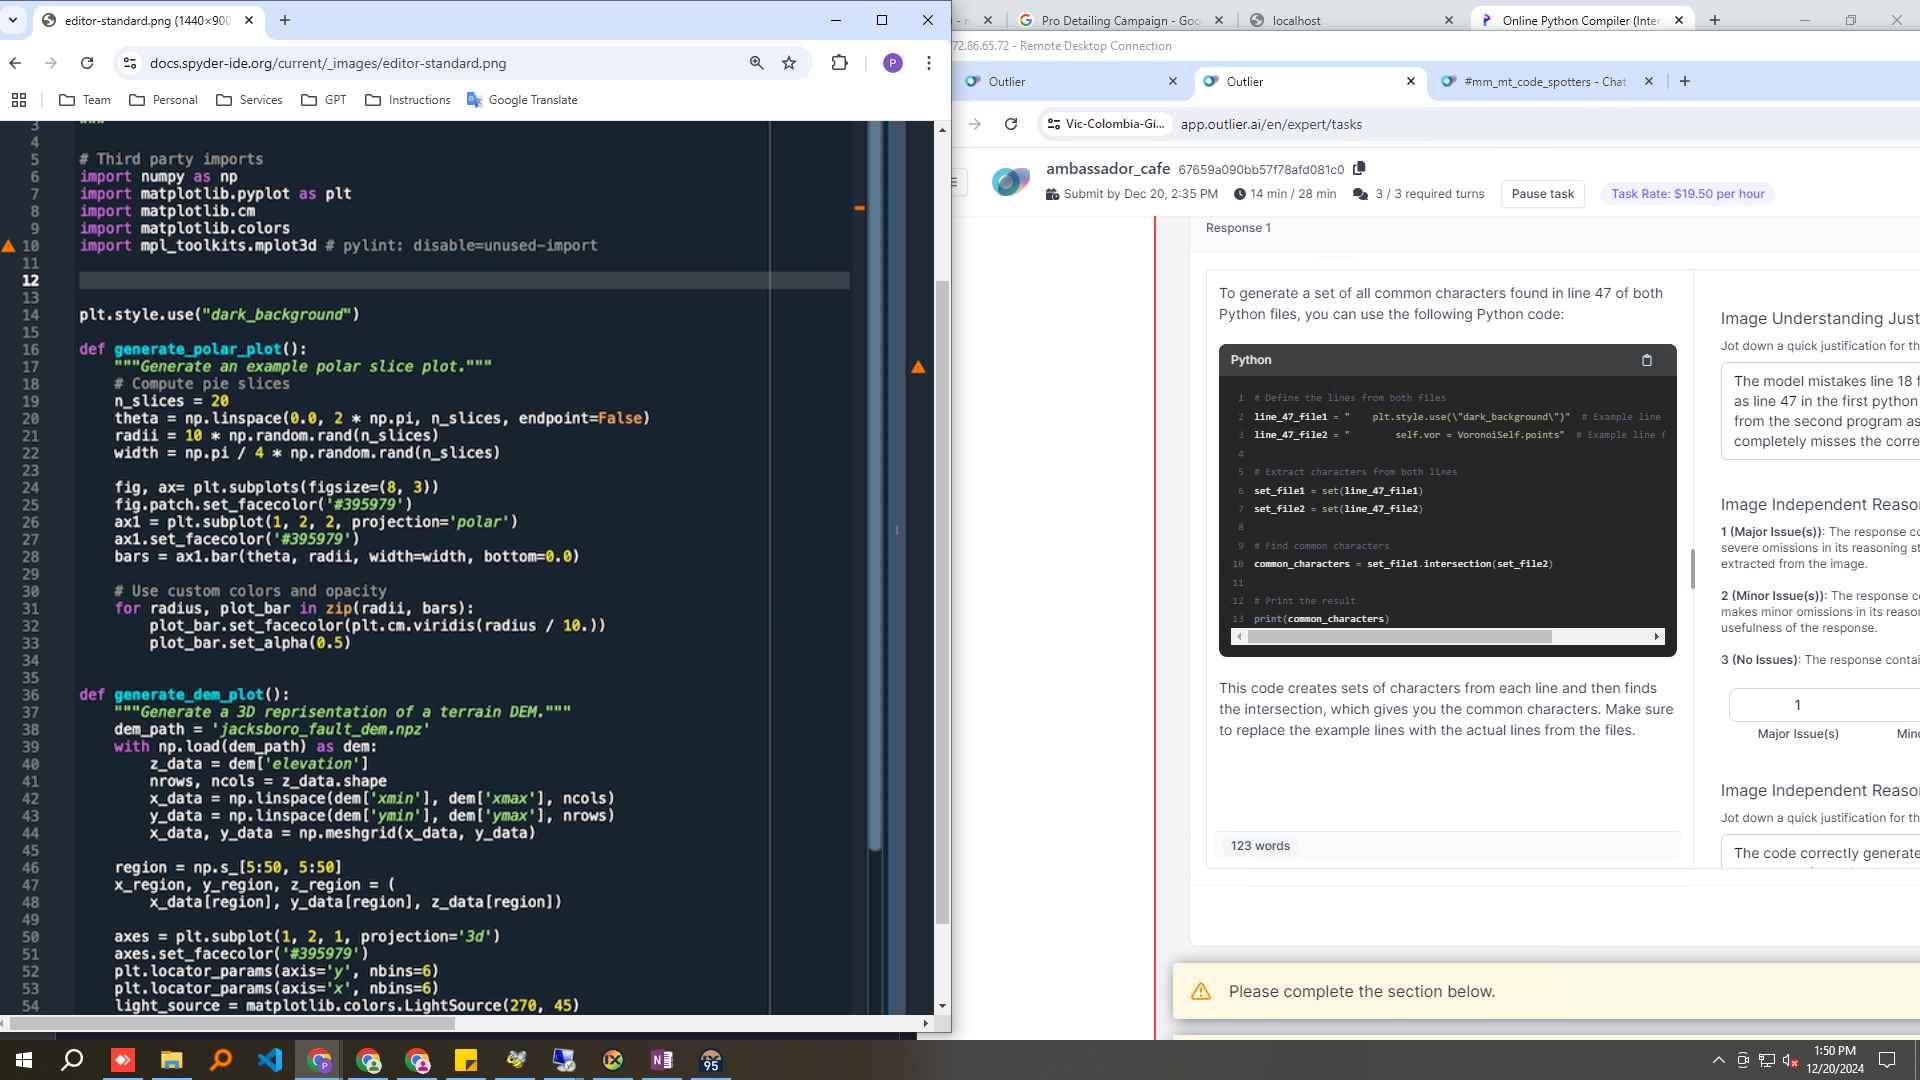 editor-standard.png (1440×900
docs.spyder-ide.org/current/_images/editor-standard.png
P
Team
Personal
Services
GPT
Instructions
Google Translate
3 """
4
5 # Third party imports
6 import numpy as np
7 import matplotlib.pyplot as plt
8 import matplotlib.cm
9 import matplotlib.colors
10 import mpl_toolkits.mplot3d # pylint: disable=unused-import
11
12
13
14 plt.style.use("dark_background")
15
16 def generate_polar_plot():
17 """Generate an example polar slice plot."""
18 # Compute pie slices
19 n_slices = 20
20 theta = np.linspace(0.0, 2 * np.pi, n_slices, endpoint=False)
21 radii = 10 * np.random.rand(n_slices)
22 width = np.pi / 4 * np.random.rand(n_slices)
23
24 fig, ax= plt.subplots(figsize=(8, 3))
25 fig.patch.set_facecolor('#395979')
26 ax1 = plt.subplot(1, 2, 2, projection='polar')
27 ax1.set_facecolor('#395979')
28 bars = ax1.bar(theta, radii, width=width, bottom=0.0)
29
30 # Use custom colors and opacity
31 for radius, plot_bar in zip(radii, bars):
32 plot_bar.set_facecolor(plt.cm.viridis(radius / 10.))
33 plot_bar.set_alpha(0.5)
34
35
36 def generate_dem_plot():
37 """Generate a 3D reprisentation of a terrain DEM."""
38 dem_path = 'jacksboro_fault_dem.npz'
39 with np.load(dem_path) as dem:
40 z_data = dem['elevation']
41 nrows, ncols = z_data.shape
42 x_data = np.linspace(dem['xmin'], dem['xmax'], ncols)
43 y_data = np.linspace(dem['ymin'], dem['ymax'], nrows)
44 x_data, y_data = np.meshgrid(x_data, y_data)
45
46 region = np.s_[5:50, 5:50]
47 x_region, y_region, z_region = (
48 x_data[region], y_data[region], z_data[region])
49
50 axes = plt.subplot(1, 2, 1, projection='3d')
51 axes.set_facecolor('#395979')
52 plt.locator_params(axis='y', nbins=6)
53 plt.locator_params(axis='x', nbins=6)
54 light_source = matplotlib.colors.LightSource(270, 45)
Pro Detailing Campaign - Goo
localhost
Online Python Compiler (Inter
72.86.65.72 - Remote Desktop Connection
Outlier
Outlier
#mm_mt_code_spotters - Chat
Vic-Colombia-Gi...
app.outlier.ai/en/expert/tasks
ambassador_cafe 67659a090bb57f78afd081c0
Submit by Dec 20, 2:35 PM
14 min / 28 min
3 / 3 required turns
Pause task
Task Rate: $19.50 per hour
Response 1
To generate a set of all common characters found in line 47 of both
Python files, you can use the following Python code:
Python
1 # Define the lines from both files
2 line_47_file1 = "    plt.style.use(\"dark_background\")" # Example line
3 line_47_file2 = "        self.vor = VoronoiSelf.points" # Example line f
4
5 # Extract characters from both lines
6 set_file1 = set(line_47_file1)
7 set_file2 = set(line_47_file2)
8
9 # Find common characters
10 common_characters = set_file1.intersection(set_file2)
11
12 # Print the result
13 print(common_characters)
This code creates sets of characters from each line and then finds
the intersection, which gives you the common characters. Make sure
to replace the example lines with the actual lines from the files.
123 words
Image Understanding Just
Jot down a quick justification for th
The model mistakes line 18 f
as line 47 in the first python
from the second program as
completely misses the corre
Image Independent Reaso
1 (Major Issue(s)): The response co
severe omissions in its reasoning st
extracted from the image.
2 (Minor Issue(s)): The response co
makes minor omissions in its reaso
usefulness of the response.
3 (No Issues): The response contai
1
Major Issue(s)
Mino
Image Independent Reaso
Jot down a quick justification for th
The code correctly generate
Please complete the section below.
95
1:50 PM
12/20/2024